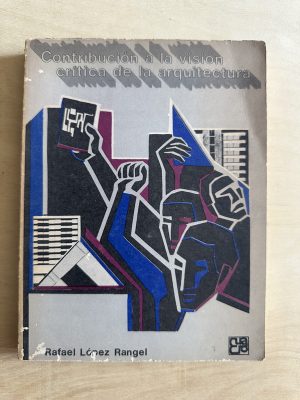 Contribución a la visión
crítica de la arquitectura
Rafael López Rangel